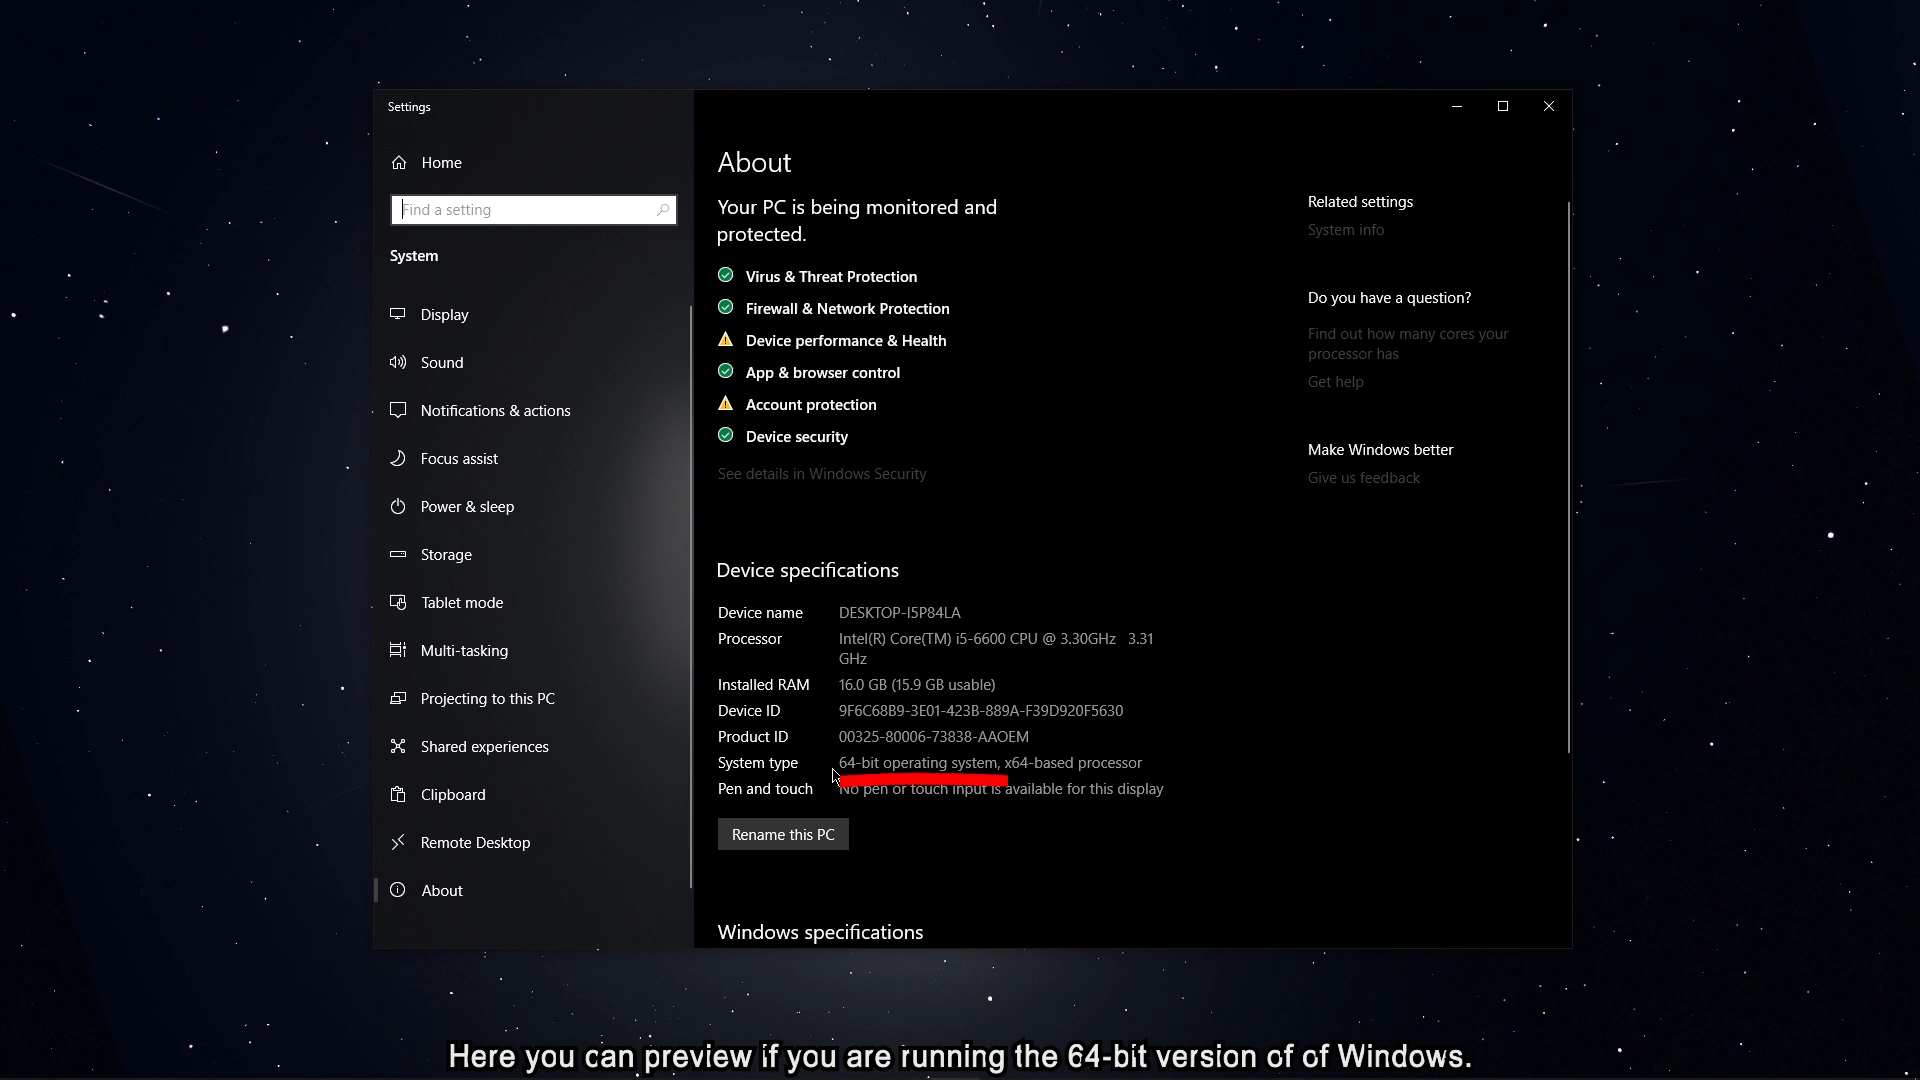 Settings
Home
Find a setting
System
Display
Sound
Notifications & actions
Focus assist
Power & sleep
Storage
Tablet mode
Multi-tasking
Projecting to this PC
Shared experiences
Clipboard
Remote Desktop
About
About
Your PC is being monitored and
protected.
Virus & Threat Protection
Firewall & Network Protection
Device performance & Health
App & browser control
Account protection
Device security
See details in Windows Security
Device specifications
Device name DESKTOP-I5P84LA
Processor Intel(R) Core(TM) i5-6600 CPU @ 3.30GHz 3.31
GHz
Installed RAM 16.0 GB (15.9 GB usable)
Device ID 9F6C68B9-3E01-423B-889A-F39D920F5630
Product ID 00325-80006-73838-AAOEM
System type 64-bit operating system, x64-based processor
Pen and touch No pen or touch input is available for this display
Rename this PC
Windows specifications
Related settings
System info
Do you have a question?
Find out how many cores your
processor has
Get help
Make Windows better
Give us feedback
Here you can preview if you are running the 64-bit version of of Windows.